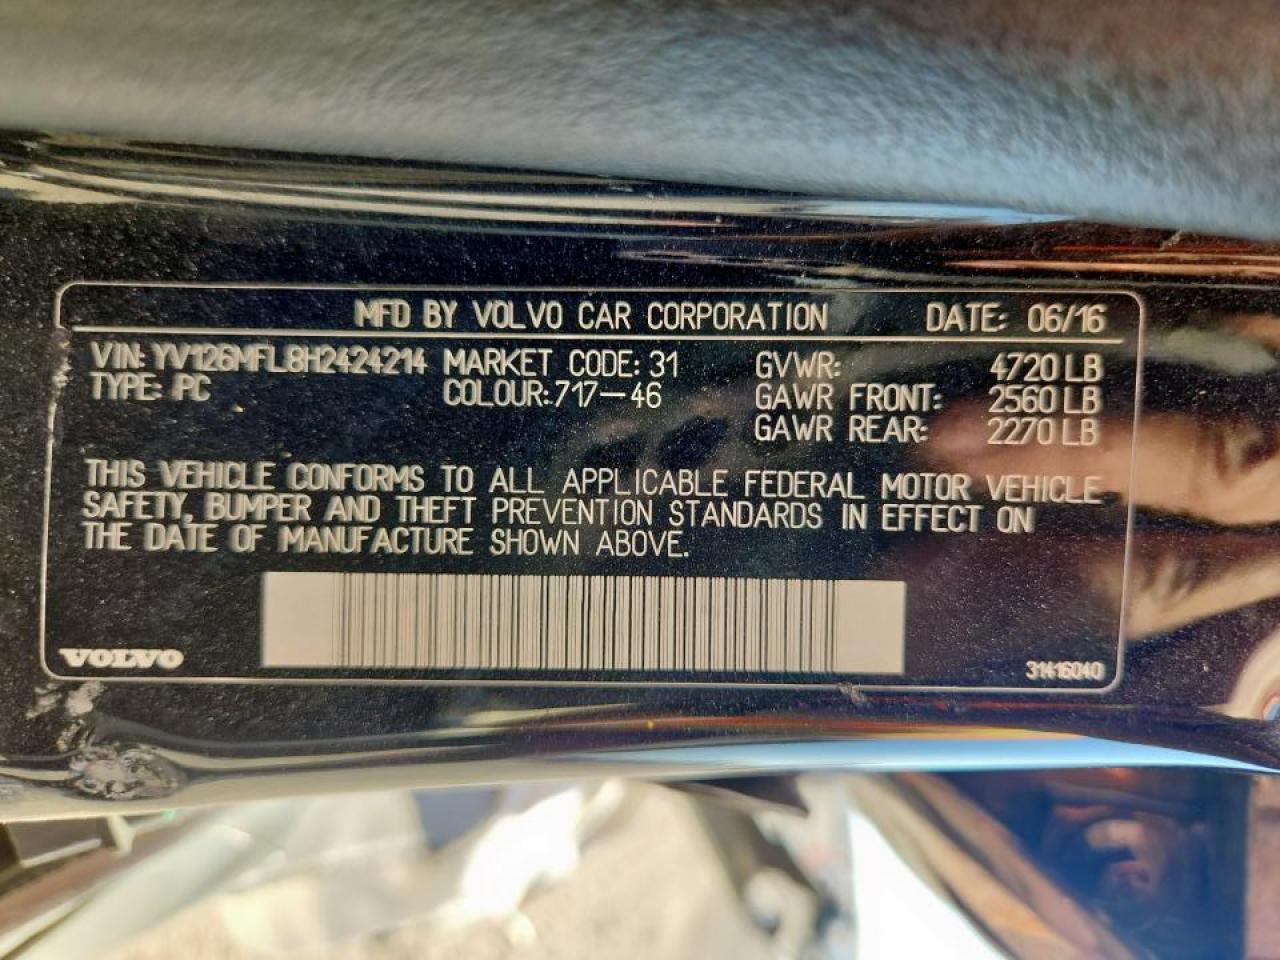 MFD BY VOLVO CAR CORPORATION DATE: 06/16
VIN: YV126MFL8H2424214 MARKET CODE: 31 GVWR: 4720 LB
TYPE: PC COLOUR: 717-46 GAWR FRONT: 2560 LB
GAWR REAR: 2270 LB
THIS VEHICLE CONFORMS TO ALL APPLICABLE FEDERAL MOTOR VEHICLE
SAFETY, BUMPER AND THEFT PREVENTION STANDARDS IN EFFECT ON
THE DATE OF MANUFACTURE SHOWN ABOVE.
VOLVO 31416040